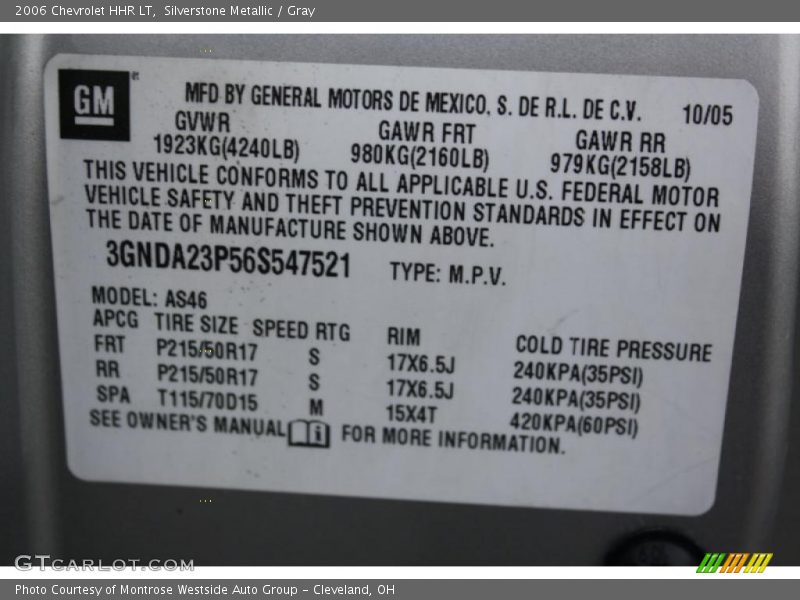 2006 Chevrolet HHR LT, Silverstone Metallic / Gray
GM
MFD BY GENERAL MOTORS DE MEXICO, S. DE R.L. DE C.V. 10/05
GVWR GAWR FRT GAWR RR
1923KG(4240LB) 980KG(2160LB) 979KG(2158LB)
THIS VEHICLE CONFORMS TO ALL APPLICABLE U.S. FEDERAL MOTOR
VEHICLE SAFETY AND THEFT PREVENTION STANDARDS IN EFFECT ON
THE DATE OF MANUFACTURE SHOWN ABOVE.
3GNDA23P56S547521 TYPE: M.P.V.
MODEL: AS46
APCG TIRE SIZE SPEED RTG RIM COLD TIRE PRESSURE
FRT P215/50R17 S 17X6.5J 240KPA(35PSI)
RR P215/50R17 S 17X6.5J 240KPA(35PSI)
SPA T115/70D15 M 15X4T 420KPA(60PSI)
SEE OWNER'S MANUAL i FOR MORE INFORMATION.
GTCARLOT.COM
Photo Courtesy of Montrose Westside Auto Group - Cleveland, OH